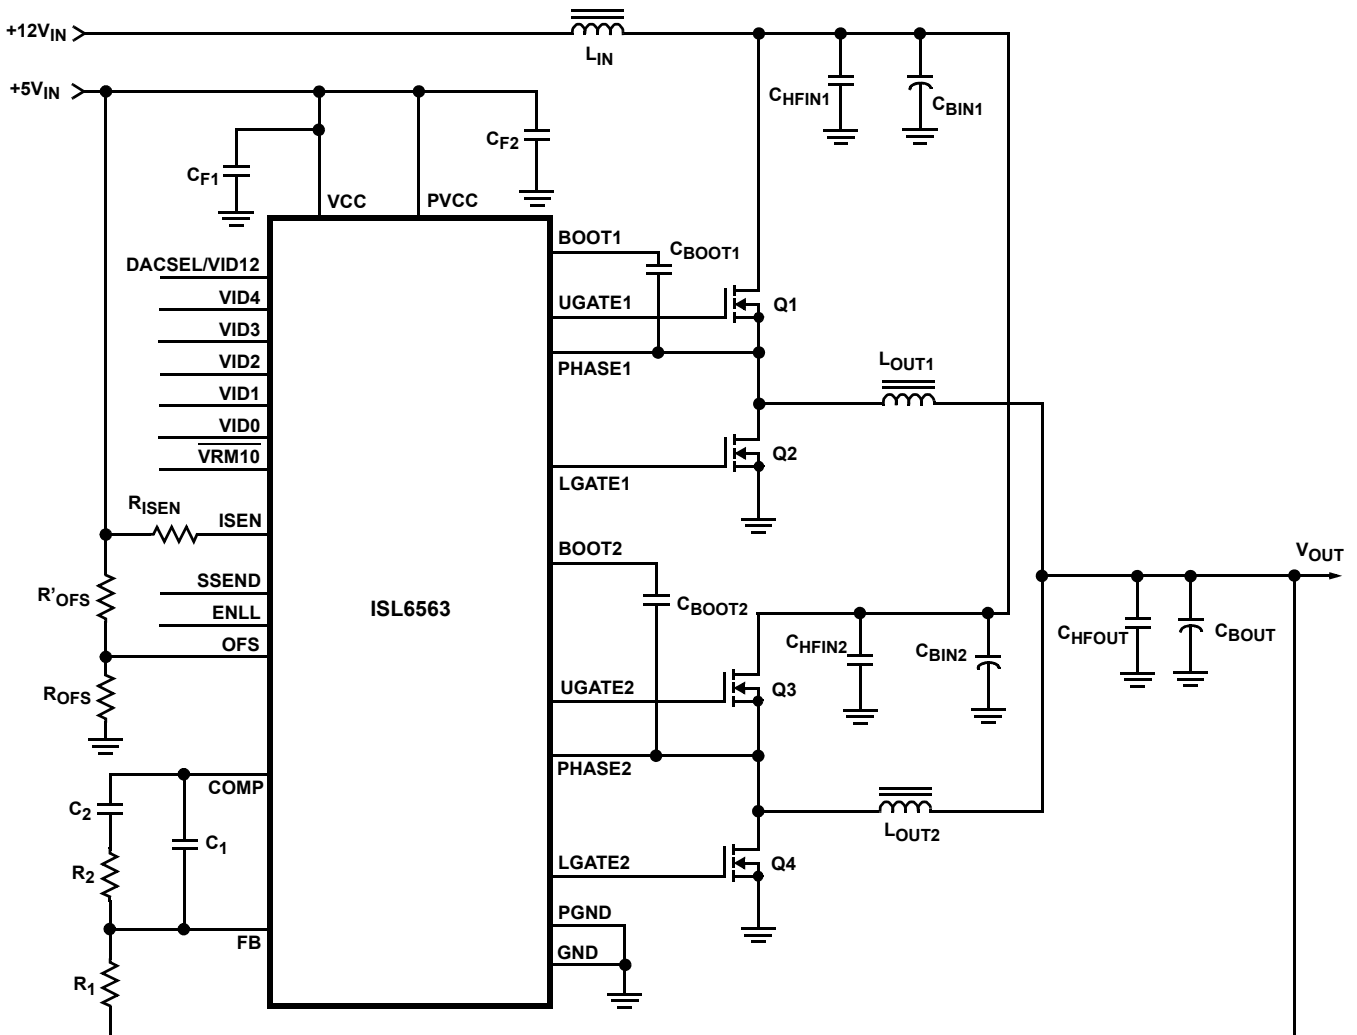 +12VIN
LIN
+5VIN
CHFIN1
CBIN1
CF2
CF1
VCC
PVCC
BOOT1
CBOOT1
DACSEL/VID12
VID4
UGATE1
Q1
VID3
VID2
PHASE1
LOUT1
VID1
VID0
VRM10
Q2
LGATE1
RISEN
ISEN
BOOT2
VOUT
SSEND
R'OFS
ISL6563
CBOOT2
ENLL
OFS
CHFIN2
CBIN2
CHFOUT
CBOUT
ROFS
UGATE2
Q3
PHASE2
COMP
C2
C1
LOUT2
R2
LGATE2
Q4
PGND
FB
GND
R1